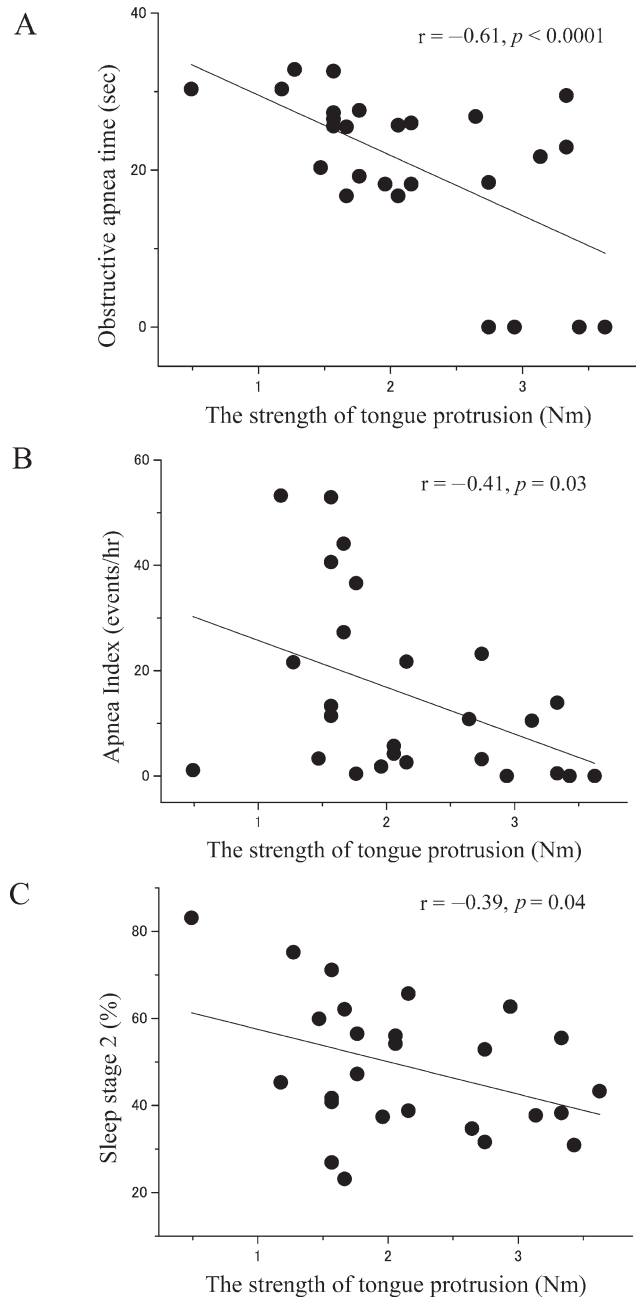 A
r = −0.61, p < 0.0001
Obstructive apnea time (sec)
40
20
0
1 2 3
The strength of tongue protrusion (Nm)
B
r = −0.41, p = 0.03
Apnea Index (events/hr)
60
40
20
0
1 2 3
The strength of tongue protrusion (Nm)
C
r = −0.39, p = 0.04
Sleep stage 2 (%)
80
60
40
20
1 2 3
The strength of tongue protrusion (Nm)